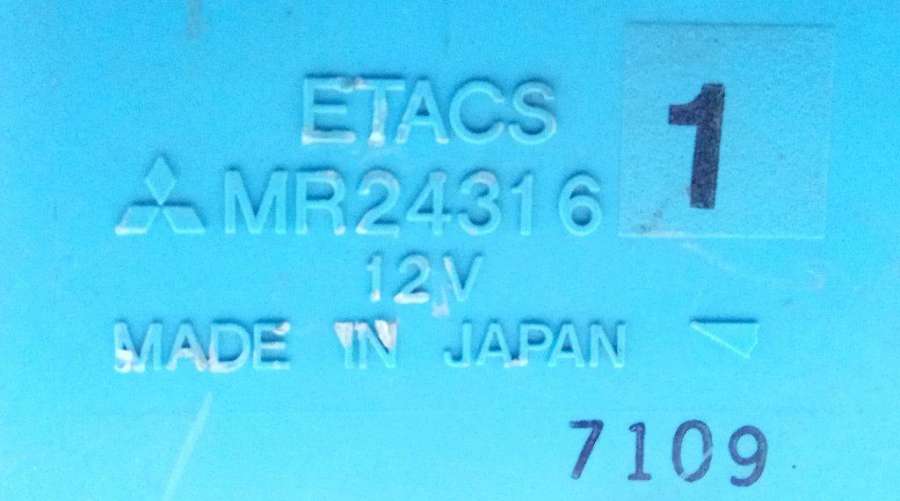 ETACS
MR24316 1
12V
MADE IN JAPAN
7109